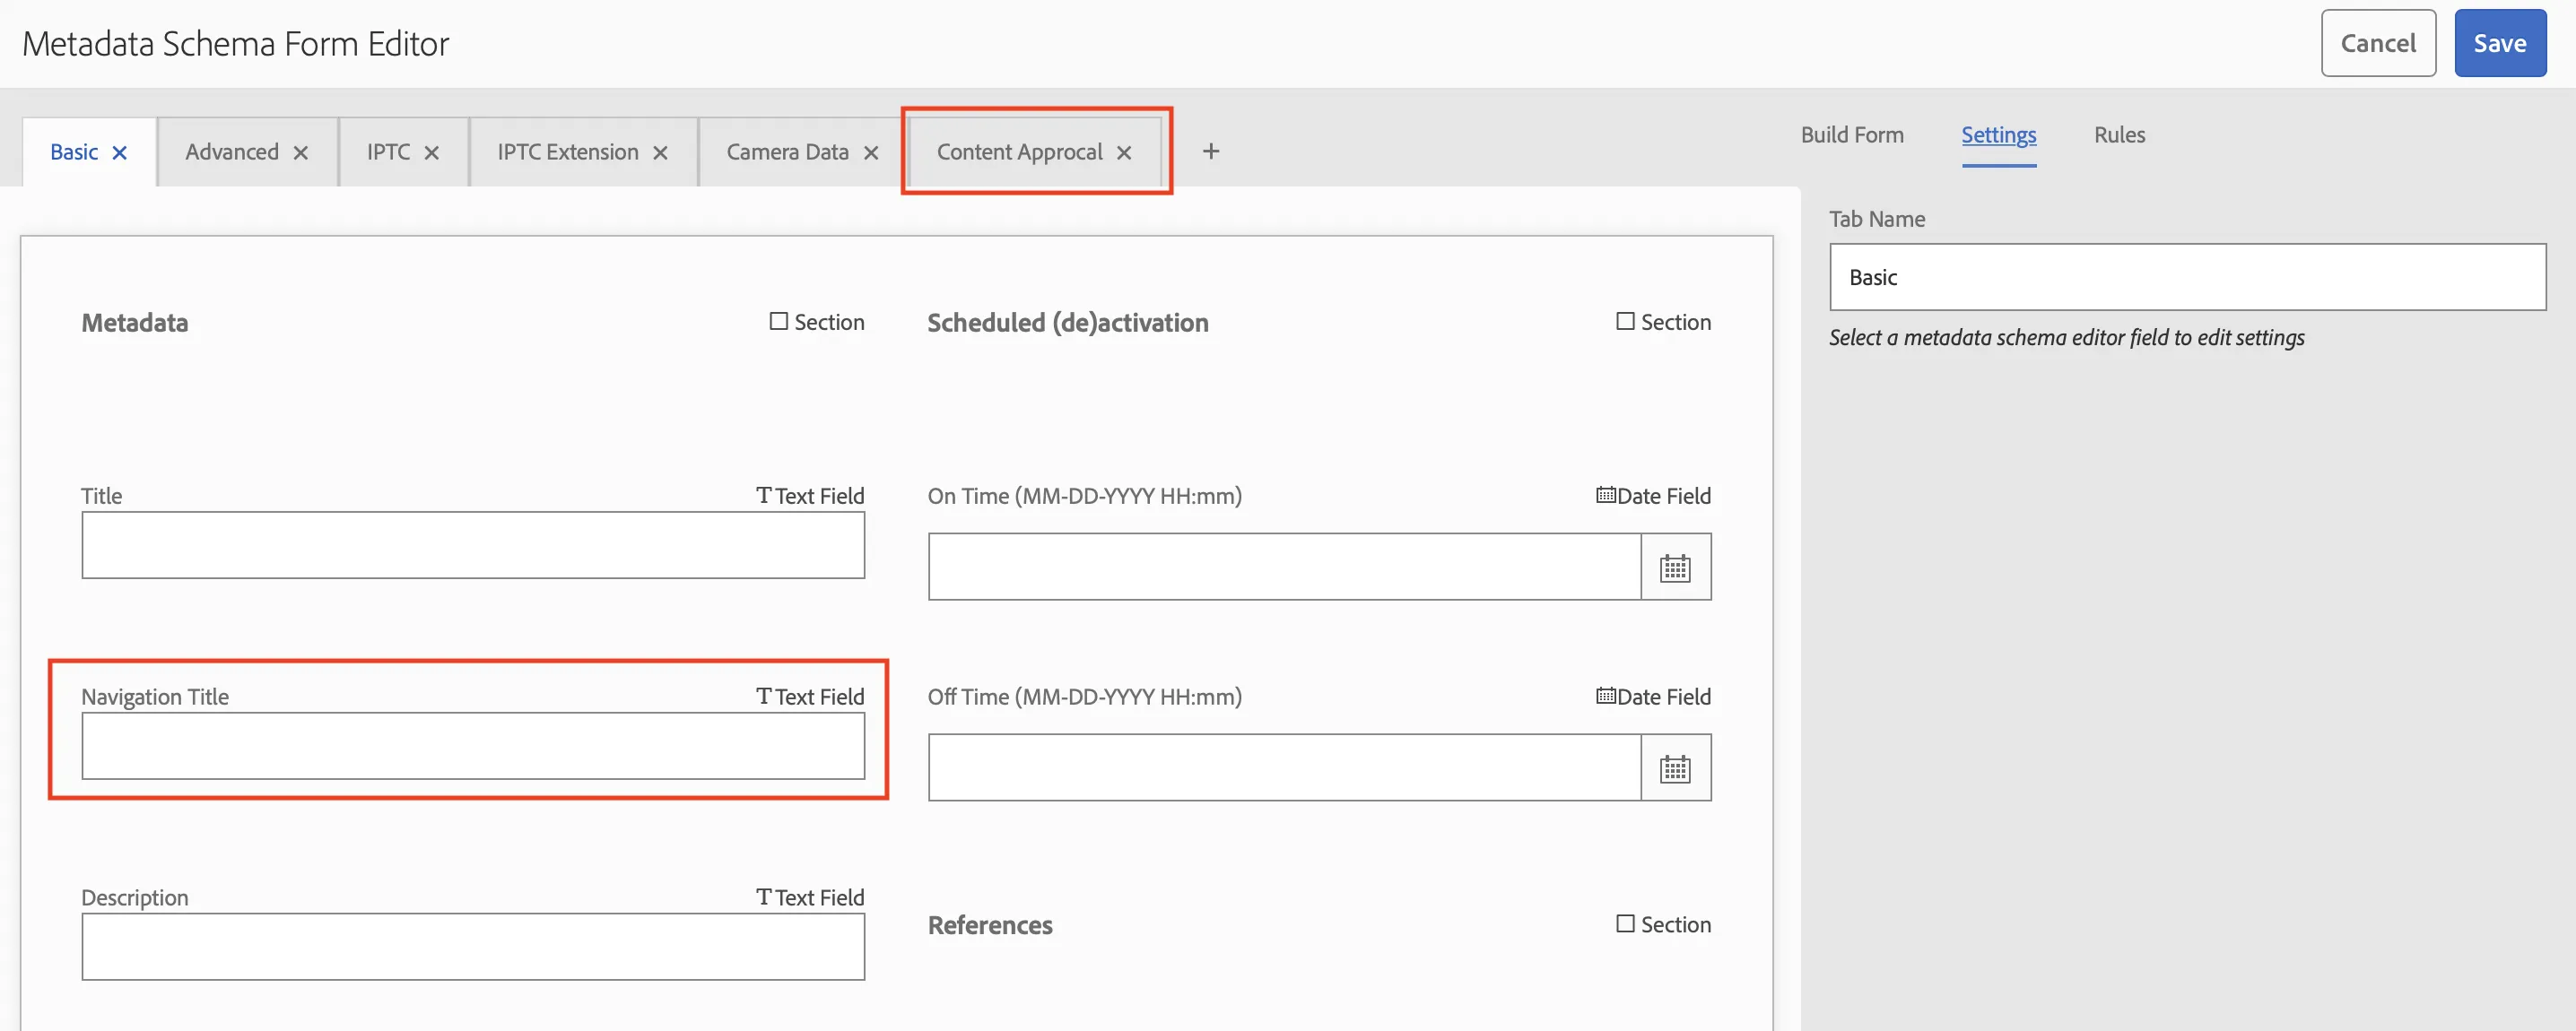 Metadata Schema Form Editor
Cancel
Save
Basic
Advanced
IPTC
IPTC Extension
Camera Data
Content Approcal
+
Build Form
Settings
Rules
Tab Name
Basic
Select a metadata schema editor field to edit settings
Metadata
Section
Scheduled (de)activation
Section
Title
Text Field
On Time (MM-DD-YYYY HH:mm)
Date Field
Navigation Title
Text Field
Off Time (MM-DD-YYYY HH:mm)
Date Field
Description
Text Field
References
Section